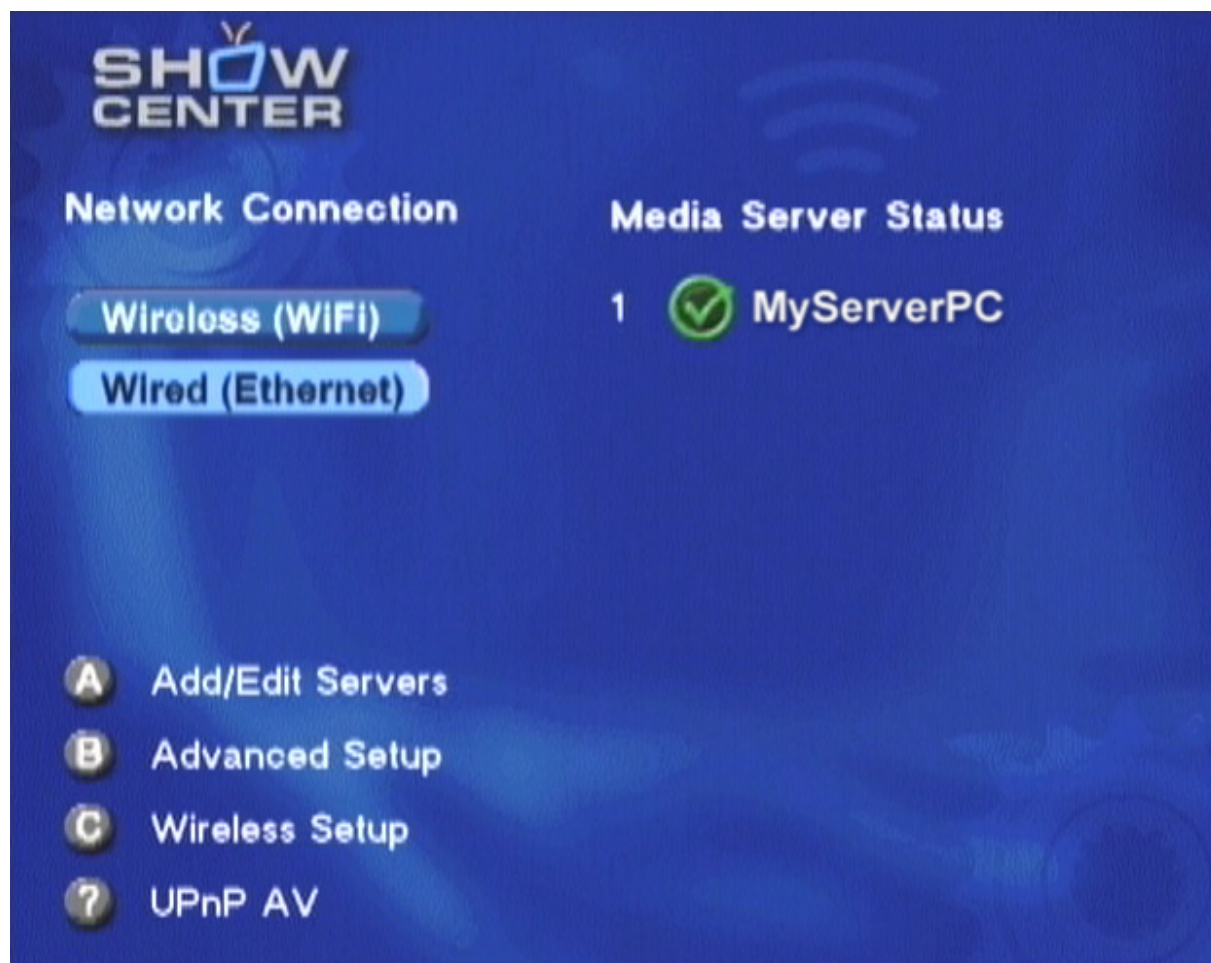 SHOW
CENTER
Network Connection
Media Server Status
Wireless (WiFi)
1 MyServerPC
Wired (Ethernet)
A Add/Edit Servers
B Advanced Setup
C Wireless Setup
? UPnP AV